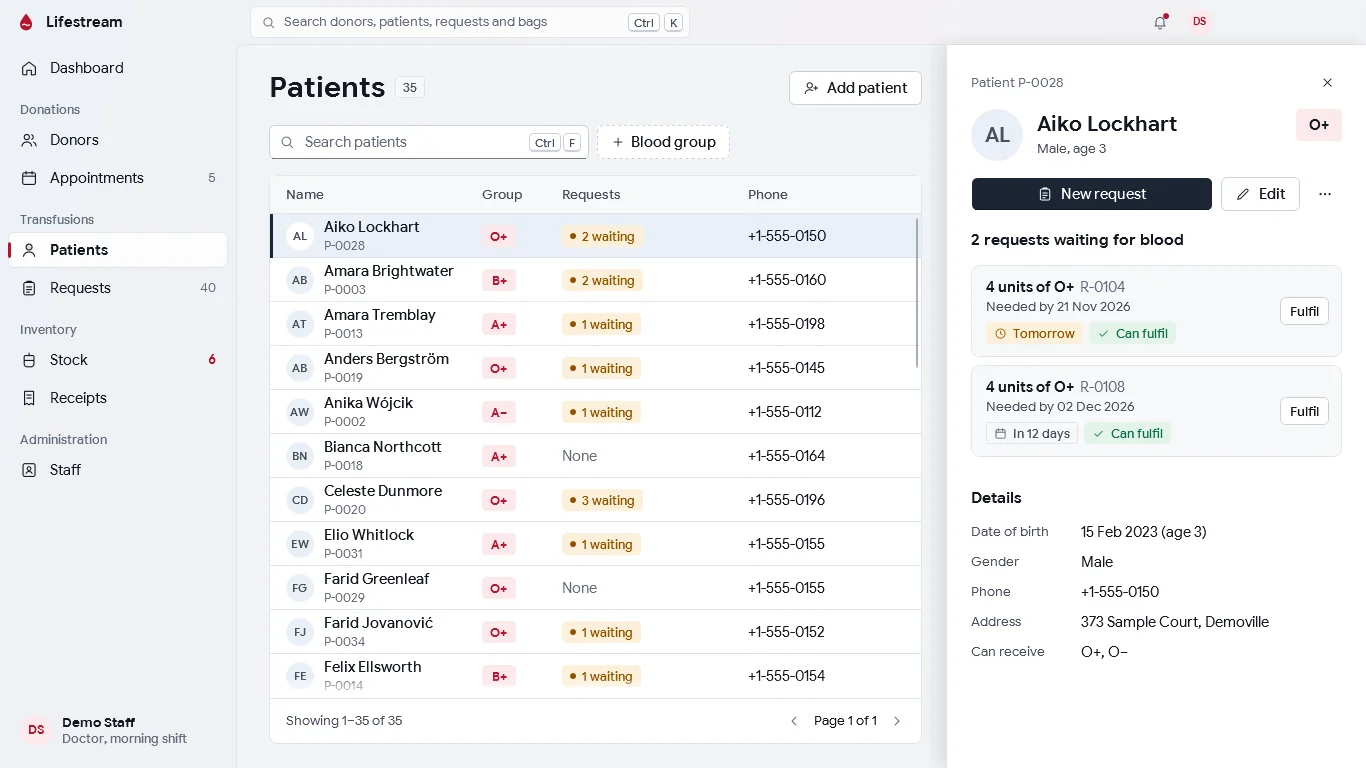 Lifestream
Search donors, patients, requests and bags Ctrl K
DS
Dashboard
Donations
Donors
Appointments 5
Transfusions
Patients
Requests 40
Inventory
Stock 6
Receipts
Administration
Staff
DS Demo Staff
Doctor, morning shift
Patients 35
Add patient
Search patients Ctrl F
+ Blood group
Name Group Requests Phone
AL Aiko Lockhart P-0028 O+ 2 waiting +1-555-0150
AB Amara Brightwater P-0003 B+ 2 waiting +1-555-0160
AT Amara Tremblay P-0013 A+ 1 waiting +1-555-0198
AB Anders Bergström P-0019 O+ 1 waiting +1-555-0145
AW Anika Wójcik P-0002 A− 1 waiting +1-555-0112
BN Bianca Northcott P-0018 A+ None +1-555-0164
CD Celeste Dunmore P-0020 O+ 3 waiting +1-555-0196
EW Elio Whitlock P-0031 A+ 1 waiting +1-555-0155
FG Farid Greenleaf P-0029 O+ None +1-555-0155
FJ Farid Jovanović P-0034 O+ 1 waiting +1-555-0152
FE Felix Ellsworth P-0014 B+ 1 waiting +1-555-0154
Showing 1–35 of 35
Page 1 of 1
Patient P-0028
AL Aiko Lockhart O+
Male, age 3
New request
Edit
2 requests waiting for blood
4 units of O+ R-0104
Needed by 21 Nov 2026
Tomorrow Can fulfil
Fulfil
4 units of O+ R-0108
Needed by 02 Dec 2026
In 12 days Can fulfil
Fulfil
Details
Date of birth 15 Feb 2023 (age 3)
Gender Male
Phone +1-555-0150
Address 373 Sample Court, Demoville
Can receive O+, O−